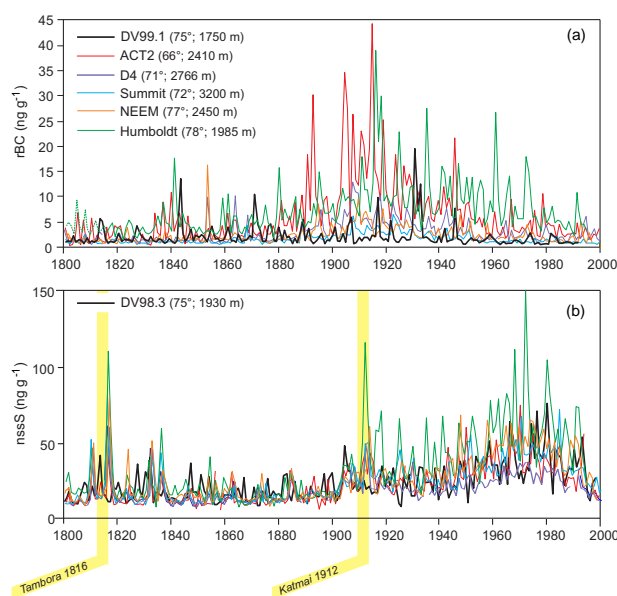 45
40
35
30
25
20
15
10
5
0
rBC (ng g⁻¹)
(a)
DV99.1 (75°; 1750 m)
ACT2 (66°; 2410 m)
D4 (71°; 2766 m)
Summit (72°; 3200 m)
NEEM (77°; 2450 m)
Humboldt (78°; 1985 m)
1800 1820 1840 1860 1880 1900 1920 1940 1960 1980 2000
150
100
50
0
nssS (ng g⁻¹)
DV98.3 (75°; 1930 m)
(b)
1800 1820 1840 1860 1880 1900 1920 1940 1960 1980 2000
Tambora 1816
Katmai 1912